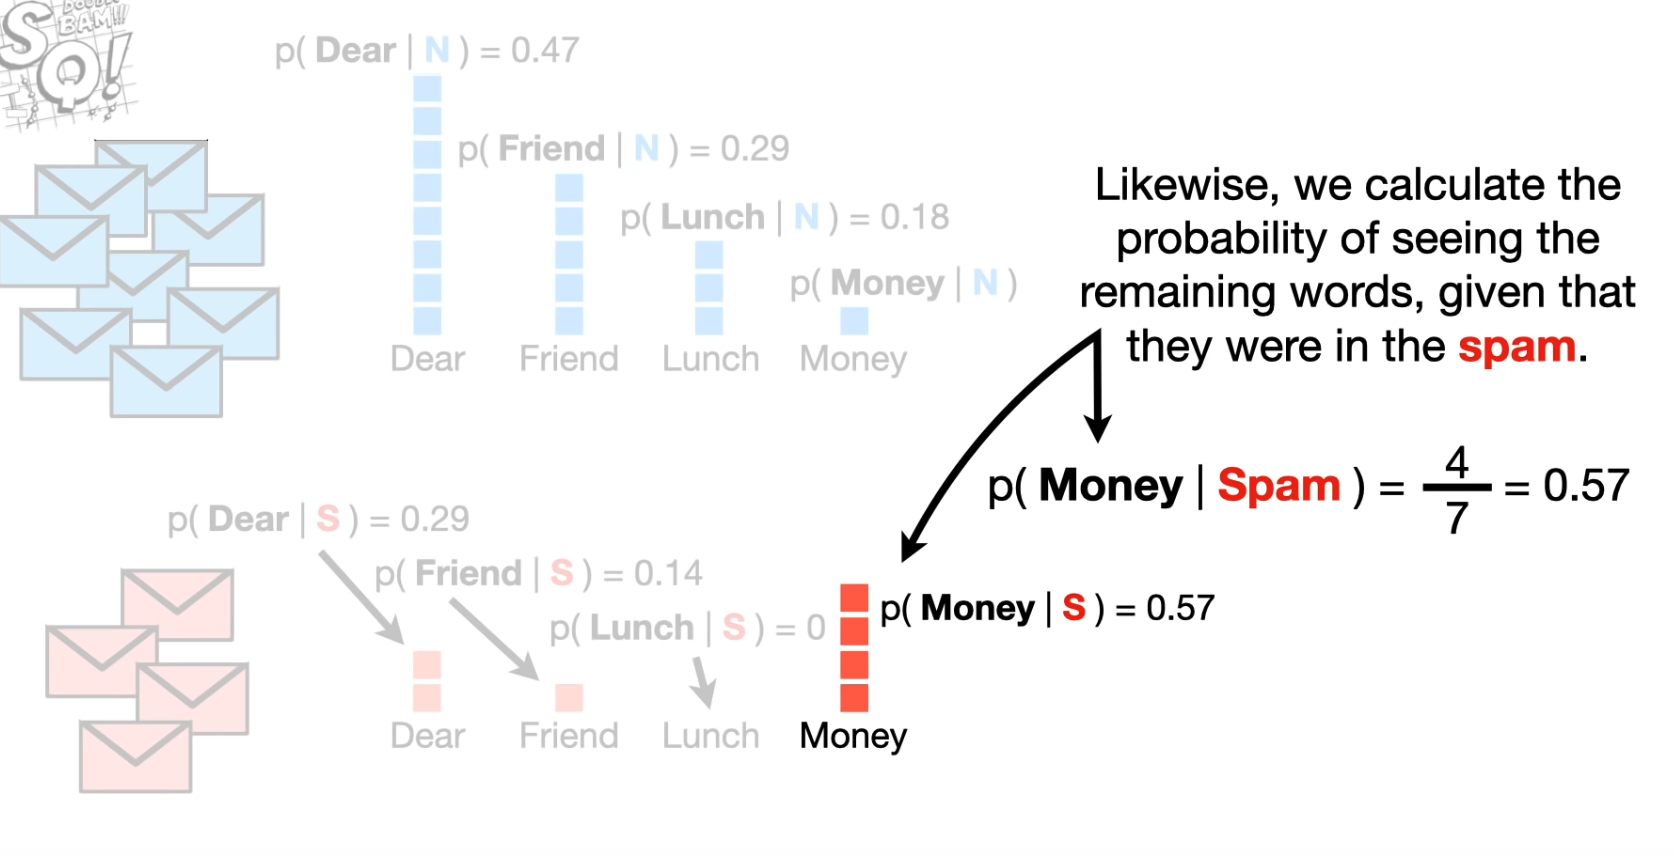 DOUBLE
BAM!!!
SQ!
p( Dear | N ) = 0.47
p( Friend | N ) = 0.29
p( Lunch | N ) = 0.18
p( Money | N )
Dear Friend Lunch Money
Likewise, we calculate the
probability of seeing the
remaining words, given that
they were in the spam.
p( Money | Spam ) = 4/7 = 0.57
p( Dear | S ) = 0.29
p( Friend | S ) = 0.14
p( Lunch | S ) = 0
p( Money | S ) = 0.57
Dear Friend Lunch Money